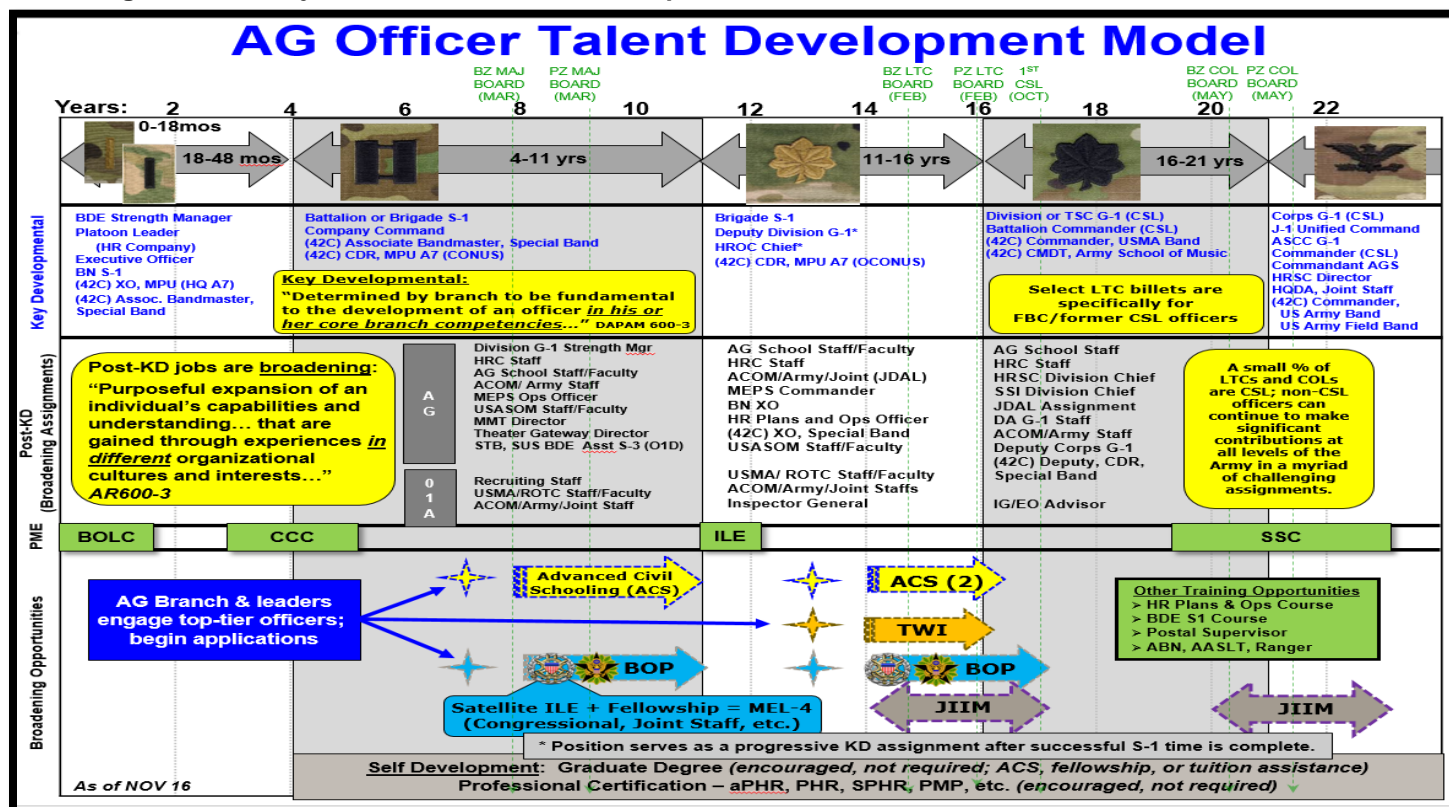 AG Officer Talent Development Model
BZ MAJ
BOARD
(MAR)
PZ MAJ
BOARD
(MAR)
BZ LTC
BOARD
(FEB)
PZ LTC
BOARD
(FEB)
1ST
CSL
(OCT)
BZ COL
BOARD
(MAY)
PZ COL
BOARD
(MAY)
Years: 2 4 6 8 10 12 14 16 18 20 22
0-18mos
18-48 mos
4-11 yrs
11-16 yrs
16-21 yrs
Key Developmental
BDE Strength Manager
Platoon Leader
(HR Company)
Executive Officer
BN S-1
(42C) XO, MPU (HQ A7)
(42C) Assoc. Bandmaster,
Special Band
Battalion or Brigade S-1
Company Command
(42C) Associate Bandmaster, Special Band
(42C) CDR, MPU A7 (CONUS)
Key Developmental:
“Determined by branch to be fundamental
to the development of an officer in his or
her core branch competencies…” DAPAM 600-3
Brigade S-1
Deputy Division G-1*
HROC Chief*
(42C) CDR, MPU A7 (OCONUS)
Division or TSC G-1 (CSL)
Battalion Commander (CSL)
(42C) Commander, USMA Band
(42C) CMDT, Army School of Music
Select LTC billets are
specifically for
FBC/former CSL officers
Corps G-1 (CSL)
J-1 Unified Command
ASCC G-1
Commander (CSL)
Commandant AGS
HRSC Director
HQDA, Joint Staff
(42C) Commander,
US Army Band
US Army Field Band
Post-KD
(Broadening Assignments)
Post-KD jobs are broadening:
“Purposeful expansion of an
individual’s capabilities and
understanding… that are
gained through experiences in
different organizational
cultures and interests…”
AR600-3
A
G
Division G-1 Strength Mgr
HRC Staff
AG School Staff/Faculty
ACOM/ Army Staff
MEPS Ops Officer
USASOM Staff/Faculty
MMT Director
Theater Gateway Director
STB, SUS BDE Asst S-3 (O1D)
0
1
A
Recruiting Staff
USMA/ROTC Staff/Faculty
ACOM/Army/Joint Staff
AG School Staff/Faculty
HRC Staff
ACOM/Army/Joint (JDAL)
MEPS Commander
BN XO
HR Plans and Ops Officer
(42C) XO, Special Band
USASOM Staff/Faculty
USMA/ ROTC Staff/Faculty
ACOM/Army/Joint Staffs
Inspector General
AG School Staff
HRC Staff
HRSC Division Chief
SSI Division Chief
JDAL Assignment
DA G-1 Staff
ACOM/Army Staff
Deputy Corps G-1
(42C) Deputy, CDR,
Special Band
IG/EO Advisor
A small % of
LTCs and COLs
are CSL; non-CSL
officers can
continue to make
significant
contributions at
all levels of the
Army in a myriad
of challenging
assignments.
PME
BOLC
CCC
ILE
SSC
Broadening Opportunities
AG Branch & leaders
engage top-tier officers;
begin applications
Advanced Civil
Schooling (ACS)
BOP
Satellite ILE + Fellowship = MEL-4
(Congressional, Joint Staff, etc.)
ACS (2)
TWI
BOP
JIIM
Other Training Opportunities
➢ HR Plans & Ops Course
➢ BDE S1 Course
➢ Postal Supervisor
➢ ABN, AASLT, Ranger
JIIM
* Position serves as a progressive KD assignment after successful S-1 time is complete.
Self Development: Graduate Degree (encouraged, not required; ACS, fellowship, or tuition assistance)
Professional Certification – aPHR, PHR, SPHR, PMP, etc. (encouraged, not required)
As of NOV 16